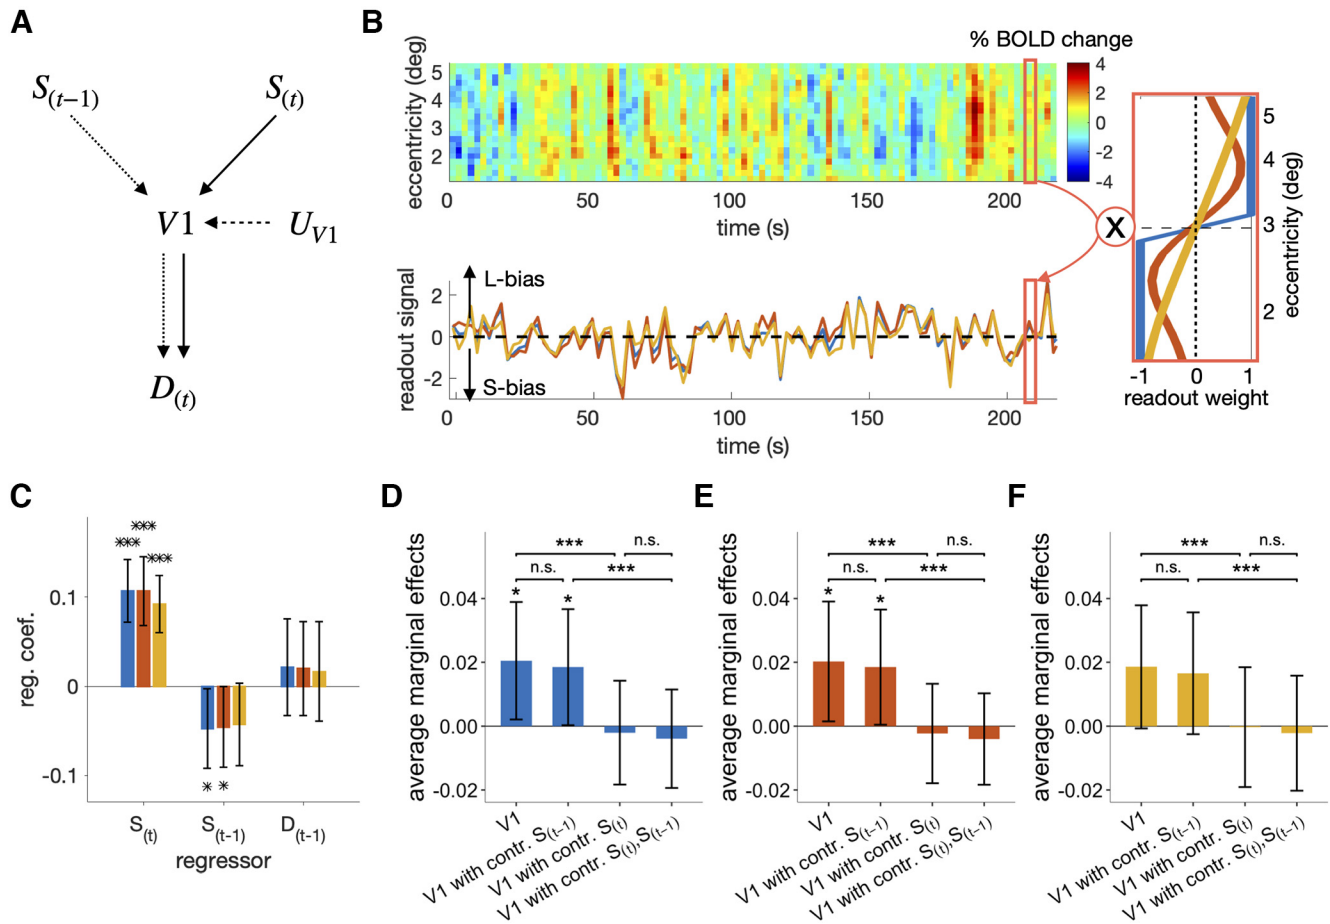 A
S(t−1)
S(t)
V1
U_V1
D(t)
B
% BOLD change
eccentricity (deg)
5
4
3
2
0
50
100
150
200
time (s)
4
2
0
-2
-4
X
5
4
3
2
eccentricity (deg)
-1
0
1
readout weight
readout signal
2
0
-2
L-bias
S-bias
0
50
100
150
200
time (s)
C
reg. coef.
0.1
0
-0.1
***
***
***
*
*
S(t)
S(t-1)
D(t-1)
regressor
D
average marginal effects
0.04
0.02
0.00
-0.02
***
n.s.
n.s.
***
*
*
V1
V1 with contr. S(t−1)
V1 with contr. S(t)
V1 with contr. S(t),S(t−1)
E
average marginal effects
0.04
0.02
0.00
-0.02
***
n.s.
n.s.
***
*
*
V1
V1 with contr. S(t−1)
V1 with contr. S(t)
V1 with contr. S(t),S(t−1)
F
average marginal effects
0.04
0.02
0.00
-0.02
***
n.s.
n.s.
***
V1
V1 with contr. S(t−1)
V1 with contr. S(t)
V1 with contr. S(t),S(t−1)